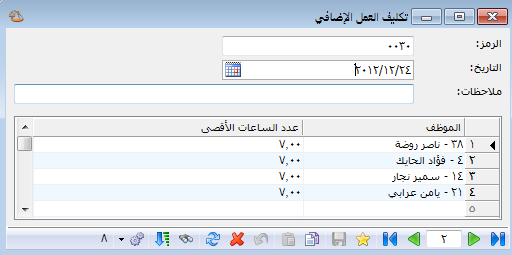 تكليف العمل الإضافي
الرمز: ٠٠٣٠
التاريخ: ٢٠١٢/١٢/٢٤
ملاحظات:
الموظف عدد الساعات الأقصى
١ ٣٨ - ناصر روضة ٧,٠٠
٢ ٤ - فؤاد الحايك ٧,٠٠
٣ ١٤ - سمير نجار ٧,٠٠
٤ ٢١ - يامن عرابي ٧,٠٠
٥
٢ ٨